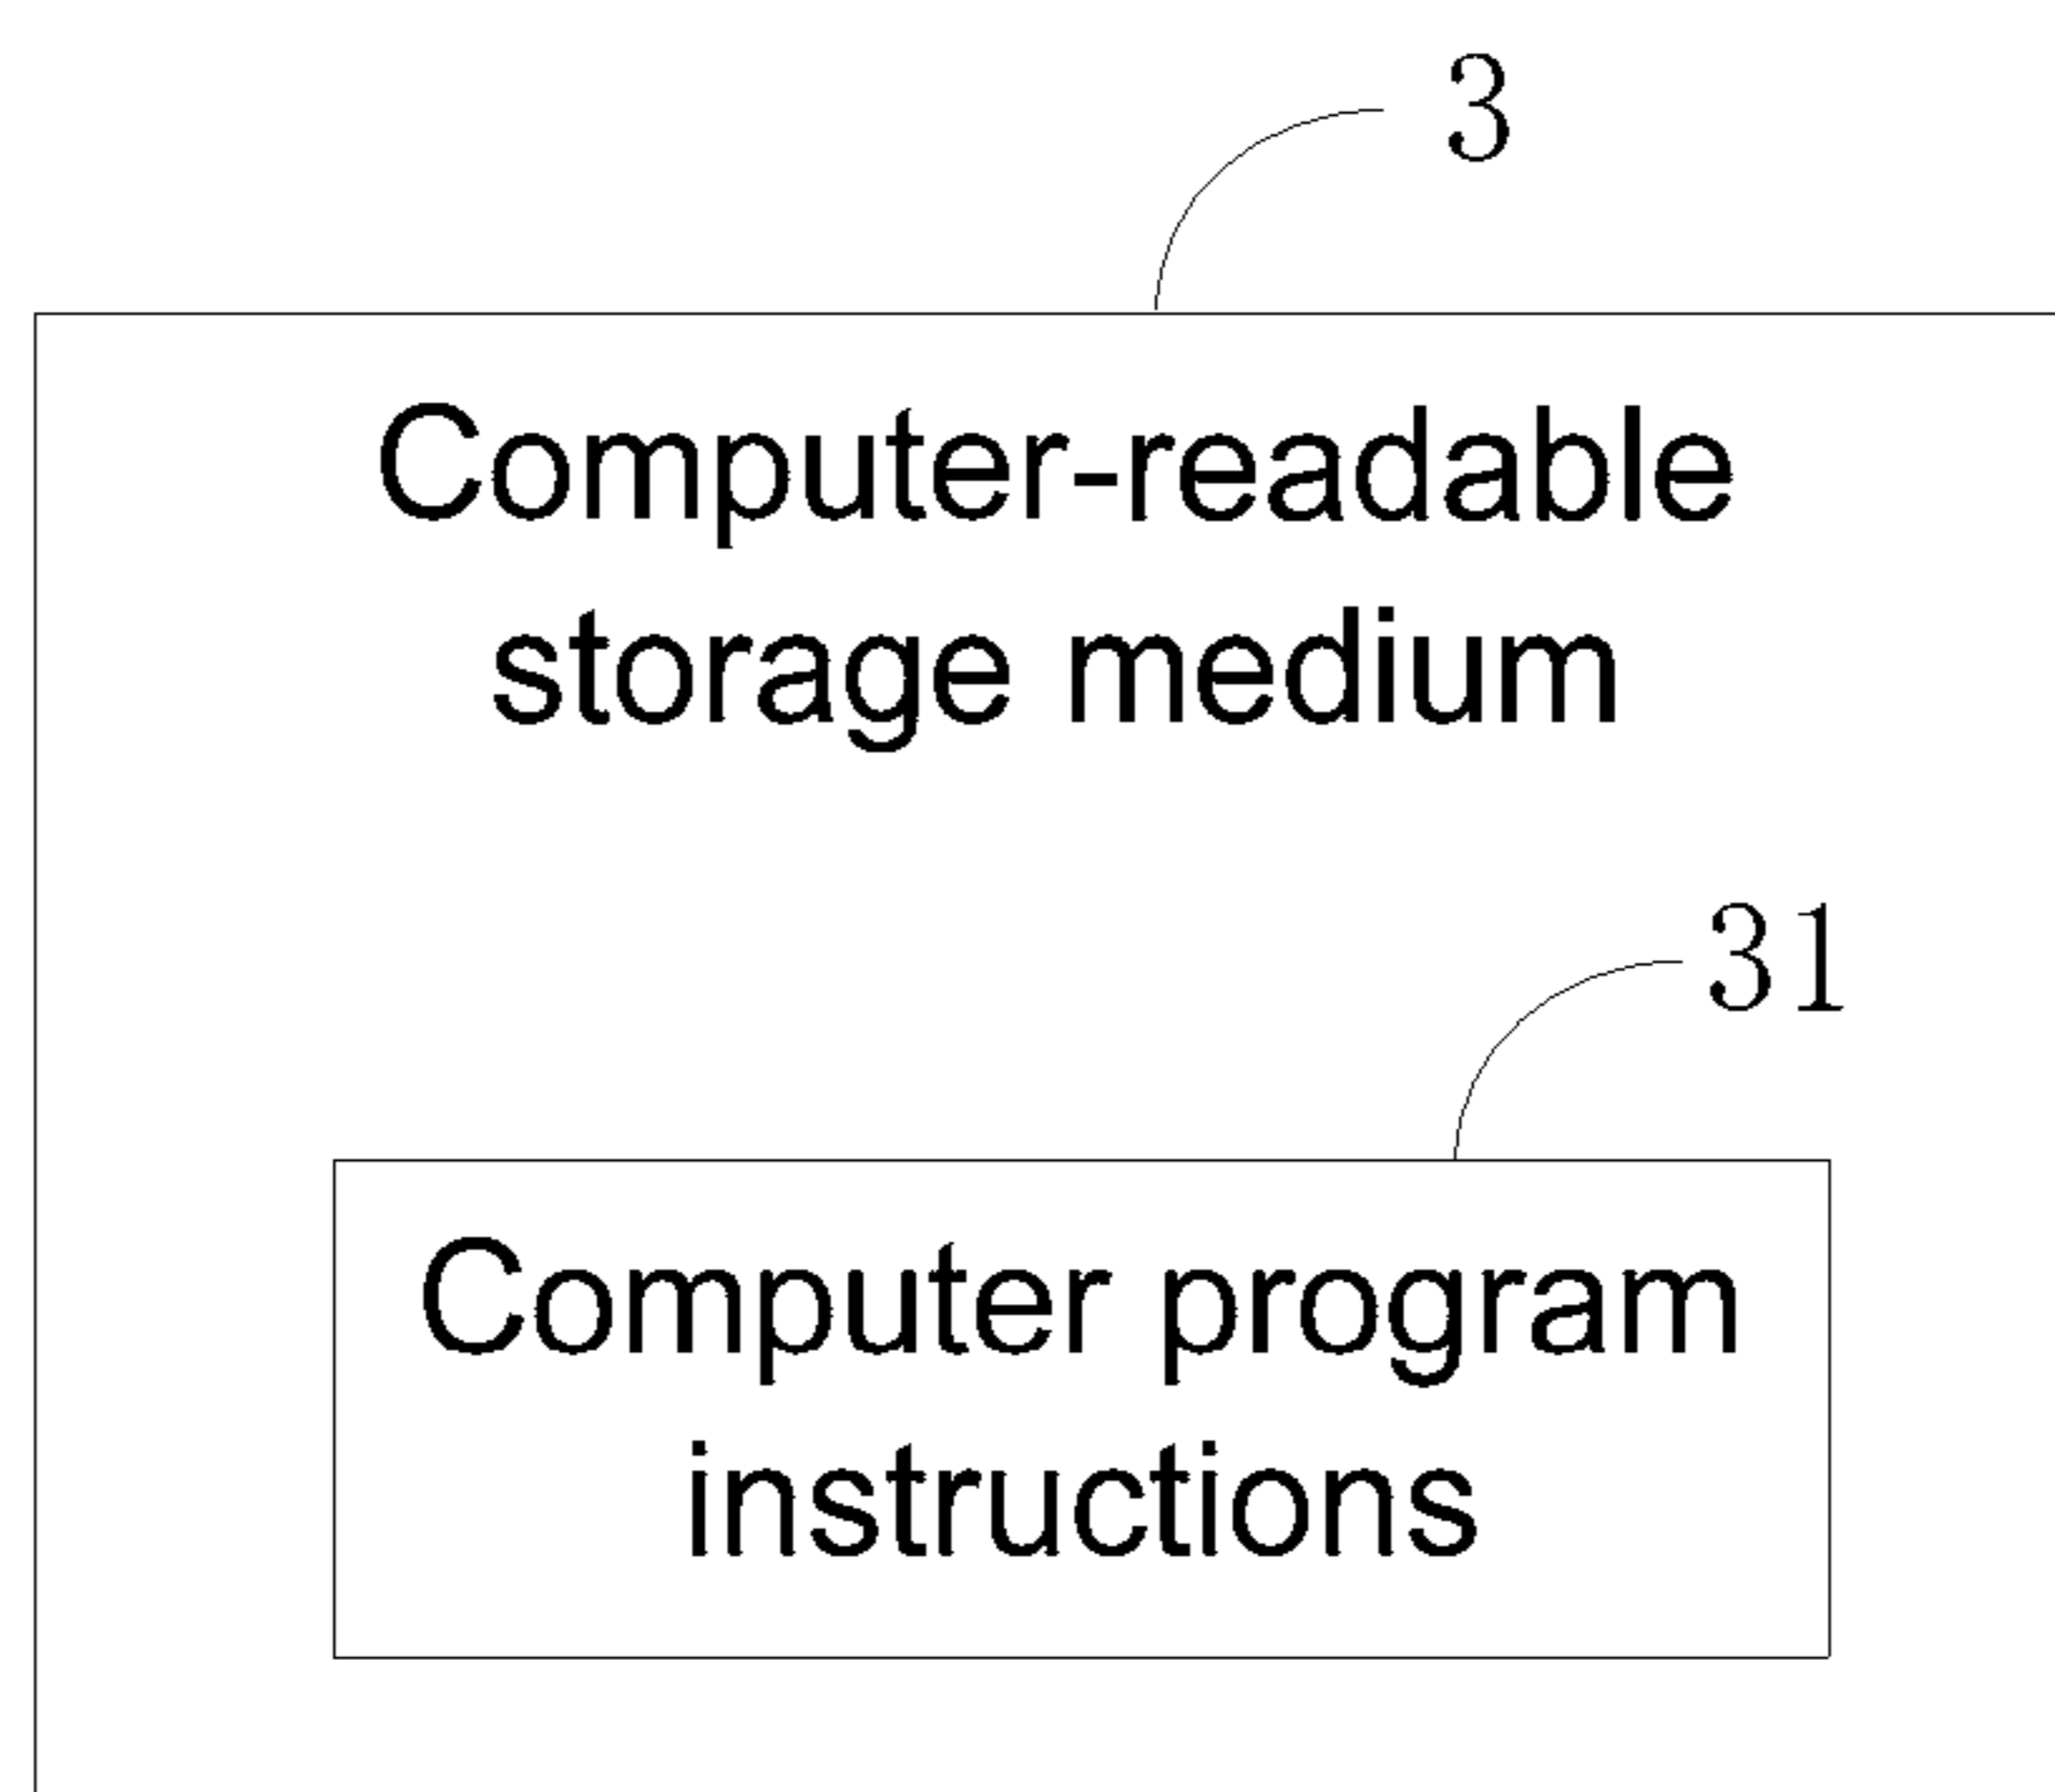 3
Computer-readable
storage medium
31
Computer program
instructions